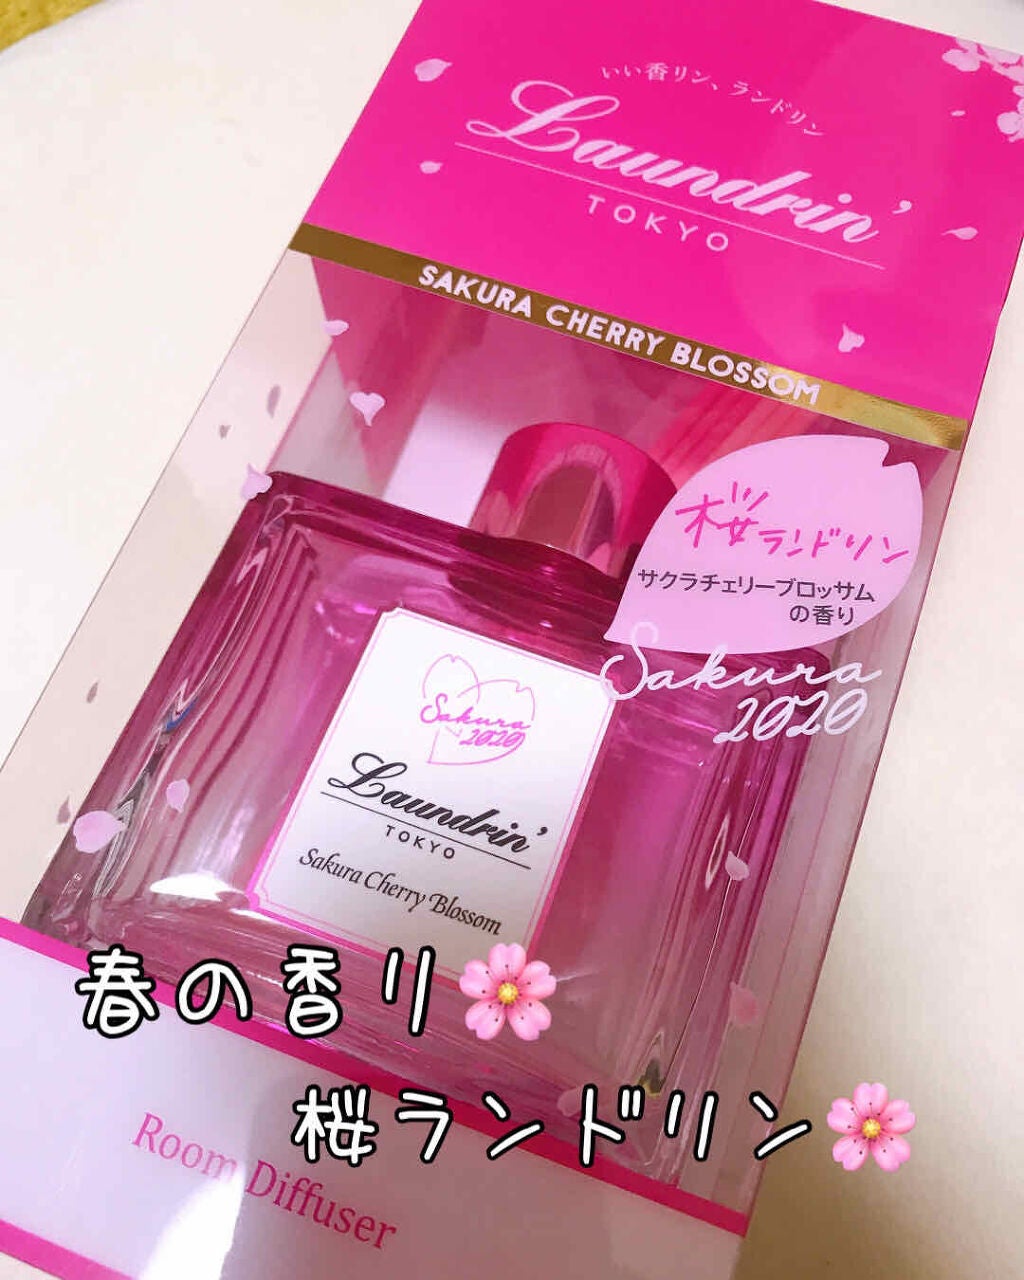 いい香リン、ランドリン
Laundrin'
TOKYO
SAKURA CHERRY BLOSSOM
桜ランドリン
サクラチェリーブロッサム
の香り
Sakura
2020
Sakura
2020
Laundrin'
TOKYO
Sakura Cherry Blossom
春の香り🌸
桜ランドリン🌸
Room Diffuser